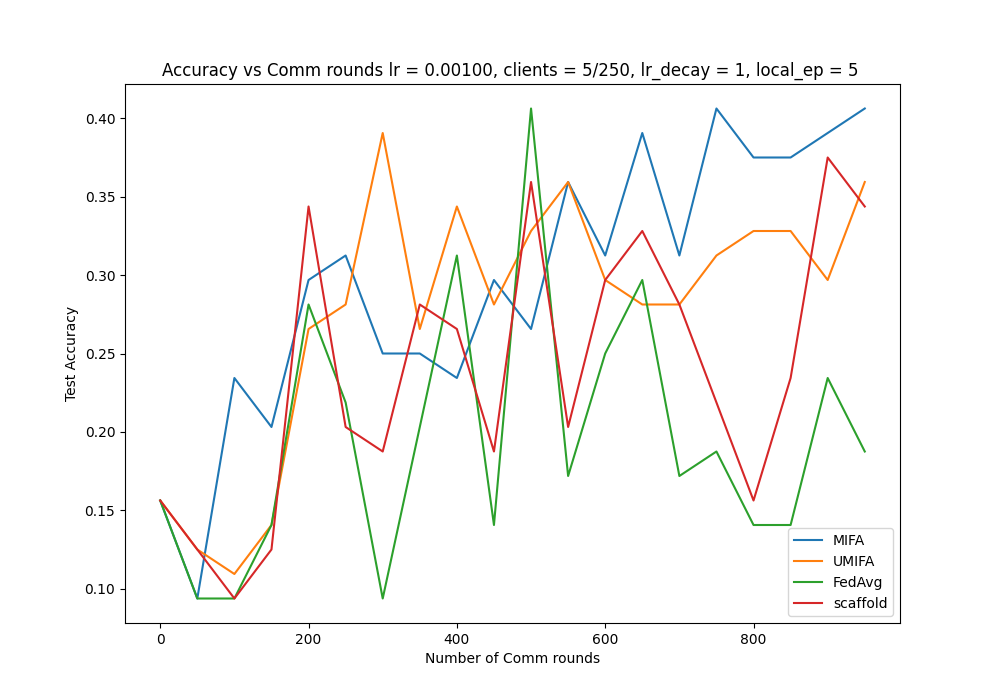 Accuracy vs Comm rounds lr = 0.00100, clients = 5/250, lr_decay = 1, local_ep = 5
Test Accuracy
0.40
0.35
0.30
0.25
0.20
0.15
0.10
MIFA
UMIFA
FedAvg
scaffold
0 200 400 600 800
Number of Comm rounds